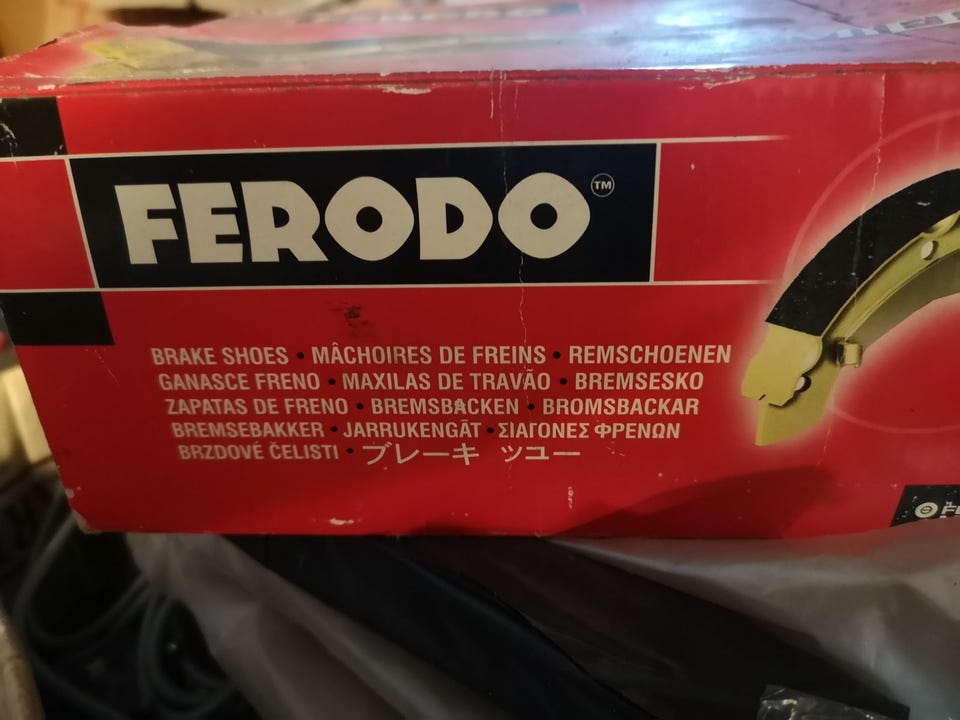 FERODO™
BRAKE SHOES • MÂCHOIRES DE FREINS • REMSCHOENEN
GANASCE FRENO • MAXILAS DE TRAVÃO • BREMSESKO
ZAPATAS DE FRENO • BREMSBACKEN • BROMSBACKAR
BREMSEBAKKER • JARRUKENGÄT • ΣΙΑΓΟΝΕΣ ΦΡΕΝΩΝ
BRZDOVÉ ČELISTI • ブレーキ ツユー